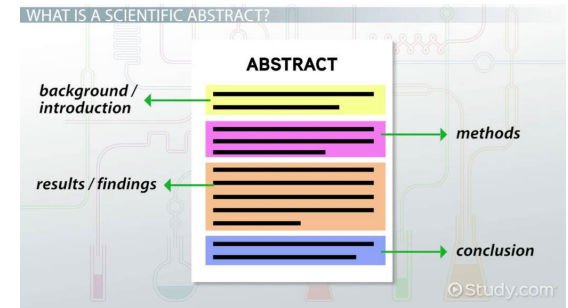 WHAT IS A SCIENTIFIC ABSTRACT?
ABSTRACT
background /
introduction
methods
results / findings
conclusion
Study.com